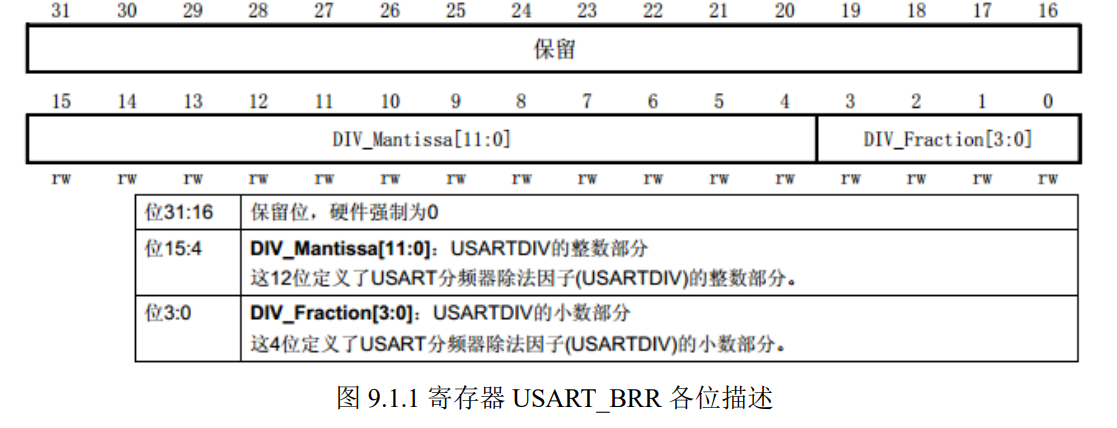 31 30 29 28 27 26 25 24 23 22 21 20 19 18 17 16
保留
15 14 13 12 11 10 9 8 7 6 5 4 3 2 1 0
DIV_Mantissa[11:0] DIV_Fraction[3:0]
rw rw rw rw rw rw rw rw rw rw rw rw rw rw rw rw
位31:16 保留位，硬件强制为0
位15:4 DIV_Mantissa[11:0]：USARTDIV的整数部分
这12位定义了USART分频器除法因子(USARTDIV)的整数部分。
位3:0 DIV_Fraction[3:0]：USARTDIV的小数部分
这4位定义了USART分频器除法因子(USARTDIV)的小数部分。
图 9.1.1 寄存器 USART_BRR 各位描述